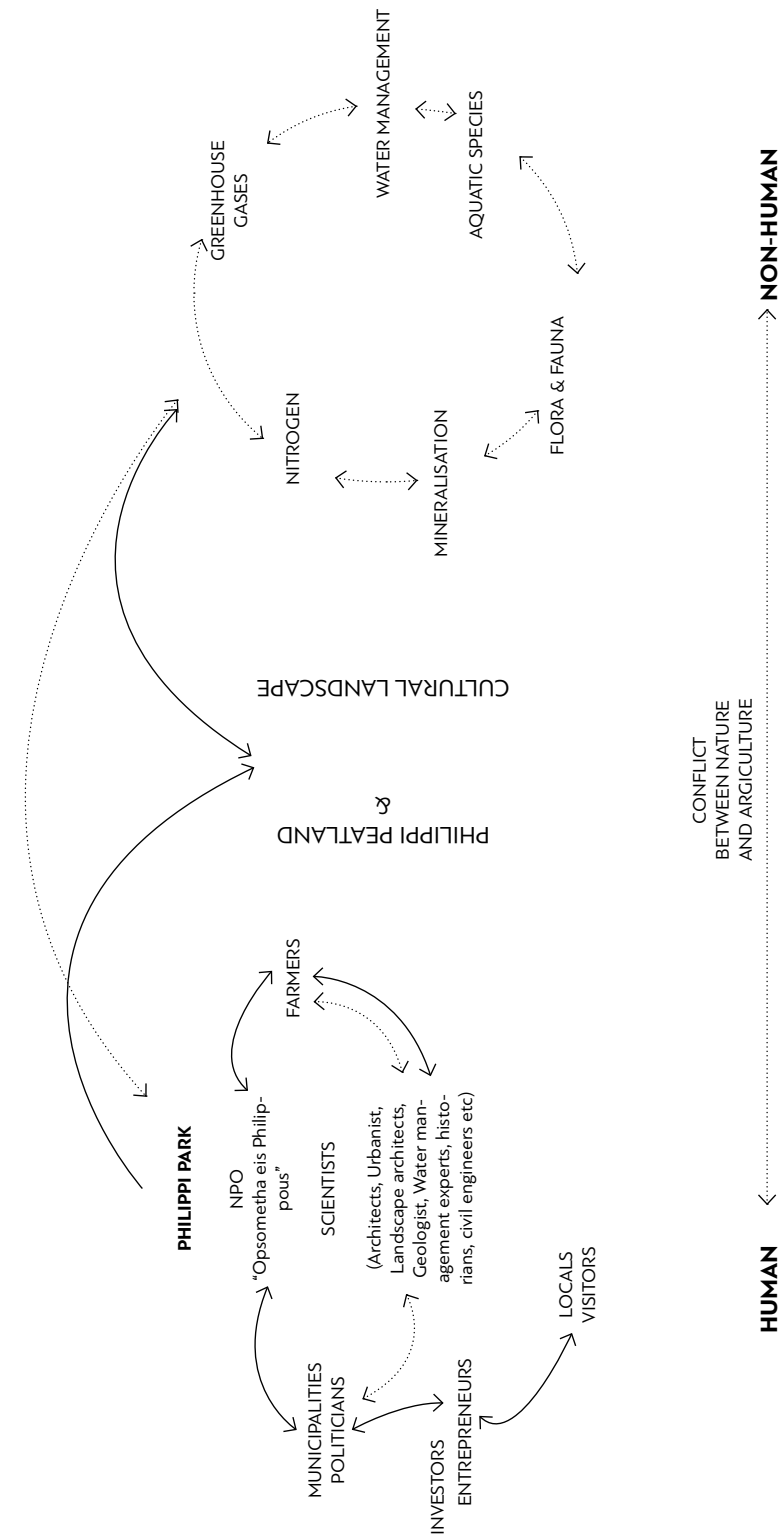 PHILIPPI PARK
NPO
“Opsometha eis Philip-
pous”
SCIENTISTS
(Architects, Urbanist,
Landscape architects,
Geologist, Water man-
agement experts, histo-
rians, civil engineers etc)
FARMERS
MUNICIPALITIES
POLITICIANS
INVESTORS
ENTREPRENEURS
LOCALS
VISITORS
PHILIPPI PEATLAND
&
CULTURAL LANDSCAPE
GREENHOUSE
GASES
NITROGEN
WATER MANAGEMENT
AQUATIC SPECIES
MINERALISATION
FLORA & FAUNA
CONFLICT
BETWEEN NATURE
AND ARGICULTURE
HUMAN
NON-HUMAN